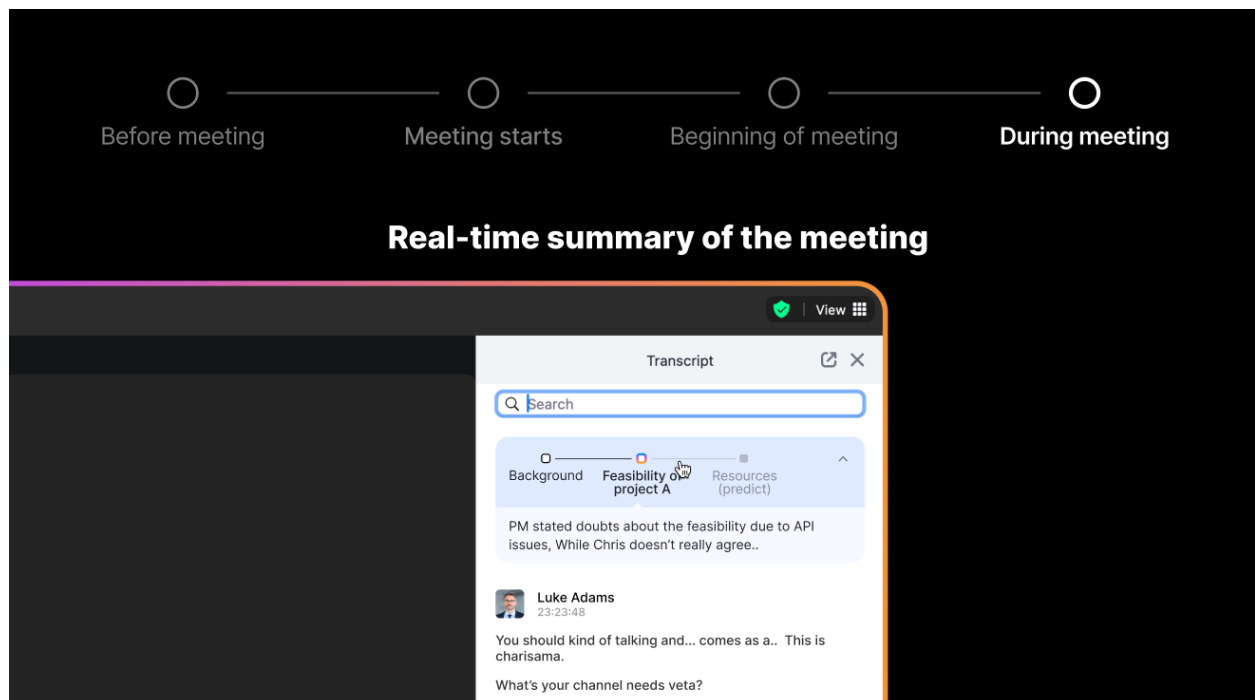 Before meeting
Meeting starts
Beginning of meeting
During meeting
Real-time summary of the meeting
View
Transcript
Search
Background
Feasibility of
project A
Resources
(predict)
PM stated doubts about the feasibility due to API
issues, While Chris doesn't really agree..
Luke Adams
23:23:48
You should kind of talking and... comes as a.. This is
charisama.
What's your channel needs veta?